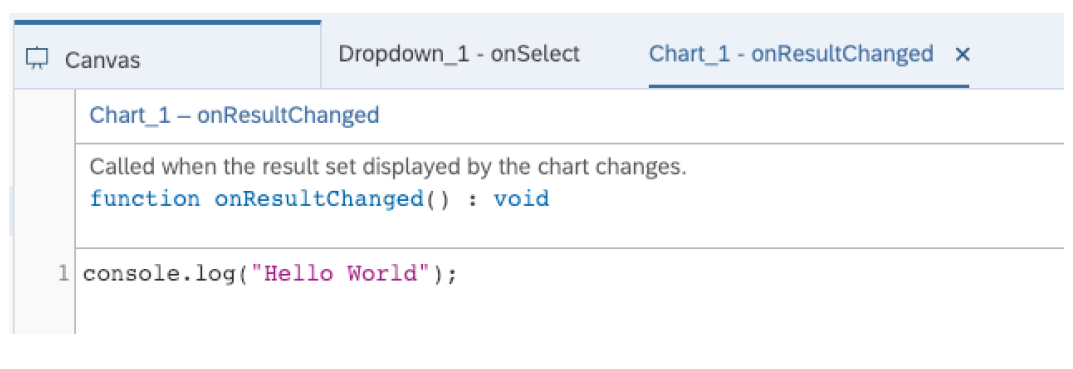 Canvas
Dropdown_1 - onSelect
Chart_1 - onResultChanged ×
Chart_1 – onResultChanged
Called when the result set displayed by the chart changes.
function onResultChanged() : void
1 console.log("Hello World");